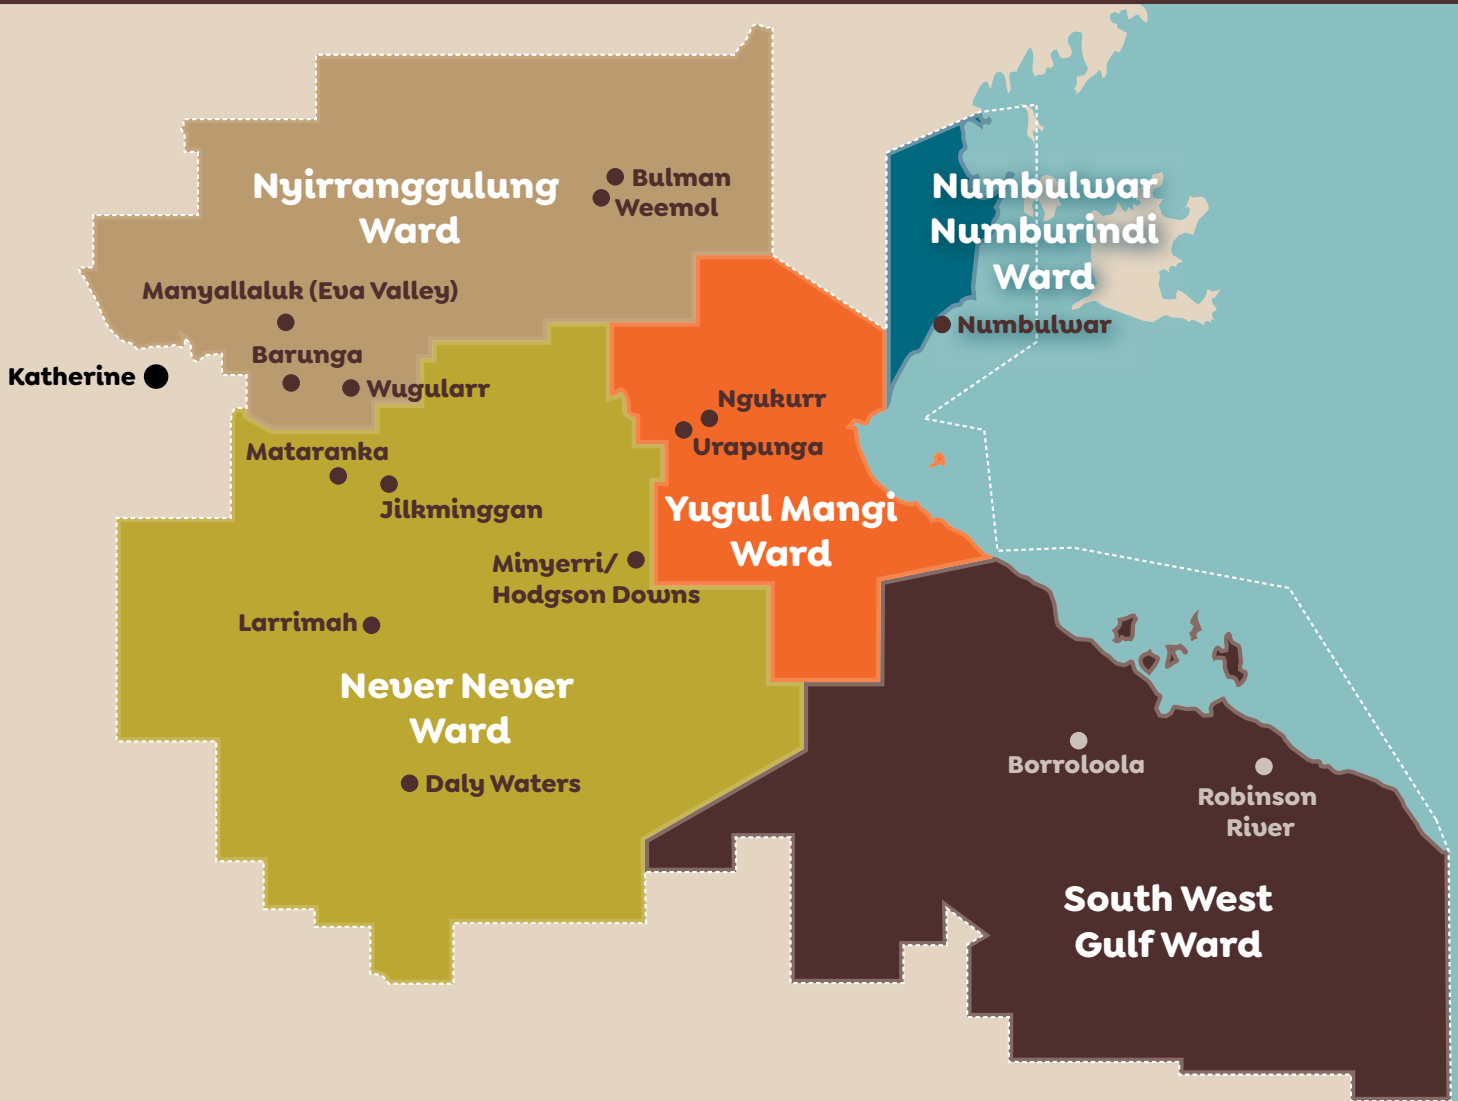 Nyirranggulung
Ward
Bulman
Weemol
Manyallaluk (Eva Valley)
Barunga
Katherine
Wugularr
Numbulwar
Numburindi
Ward
Numbulwar
Ngukurr
Urapunga
Yugul Mangi
Ward
Mataranka
Jilkminggan
Minyerri/
Hodgson Downs
Larrimah
Never Never
Ward
Daly Waters
Borroloola
Robinson
River
South West
Gulf Ward